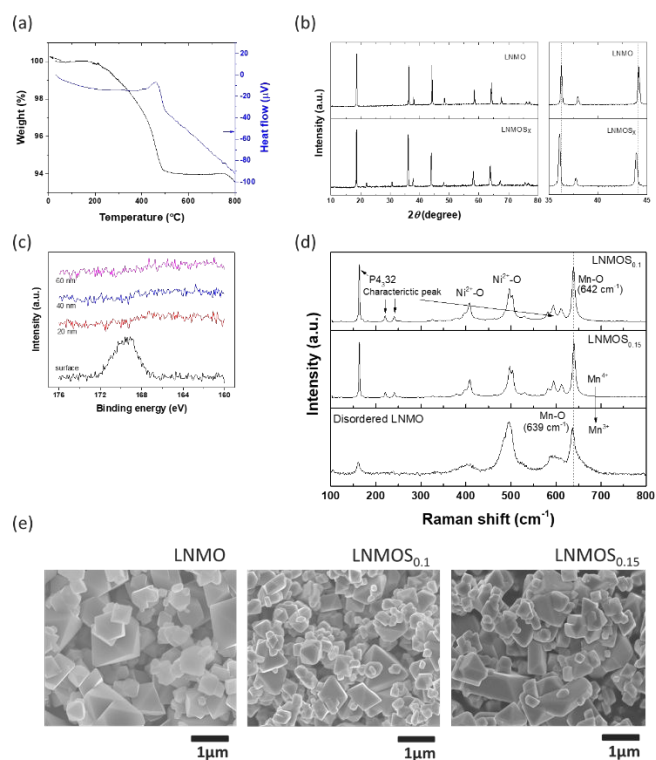 (a)
100
98
96
94
Weight (%)
20
0
-20
-40
-60
-80
-100
Heat flow (µV)
0 200 400 600 800
Temperature (°C)
(b)
LNMO
LNMO
LNMOSₓ
LNMOSₓ
Intensity (a.u.)
10 20 30 40 50 60 70 80
35 40 45
2θ (degree)
(c)
60 nm
40 nm
20 nm
surface
Intensity (a.u.)
176 172 168 164 160
Binding energy (eV)
(d)
LNMOS₀.₁
P4₃32
Characterictic peak
Ni²⁺-O
Ni²⁺-O
Mn-O
(642 cm⁻¹)
LNMOS₀.₁₅
Mn⁴⁺
Disordered LNMO
Mn-O
(639 cm⁻¹)
Mn³⁺
Intensity (a.u.)
100 200 300 400 500 600 700 800
Raman shift (cm⁻¹)
(e)
LNMO LNMOS₀.₁ LNMOS₀.₁₅
1µm 1µm 1µm